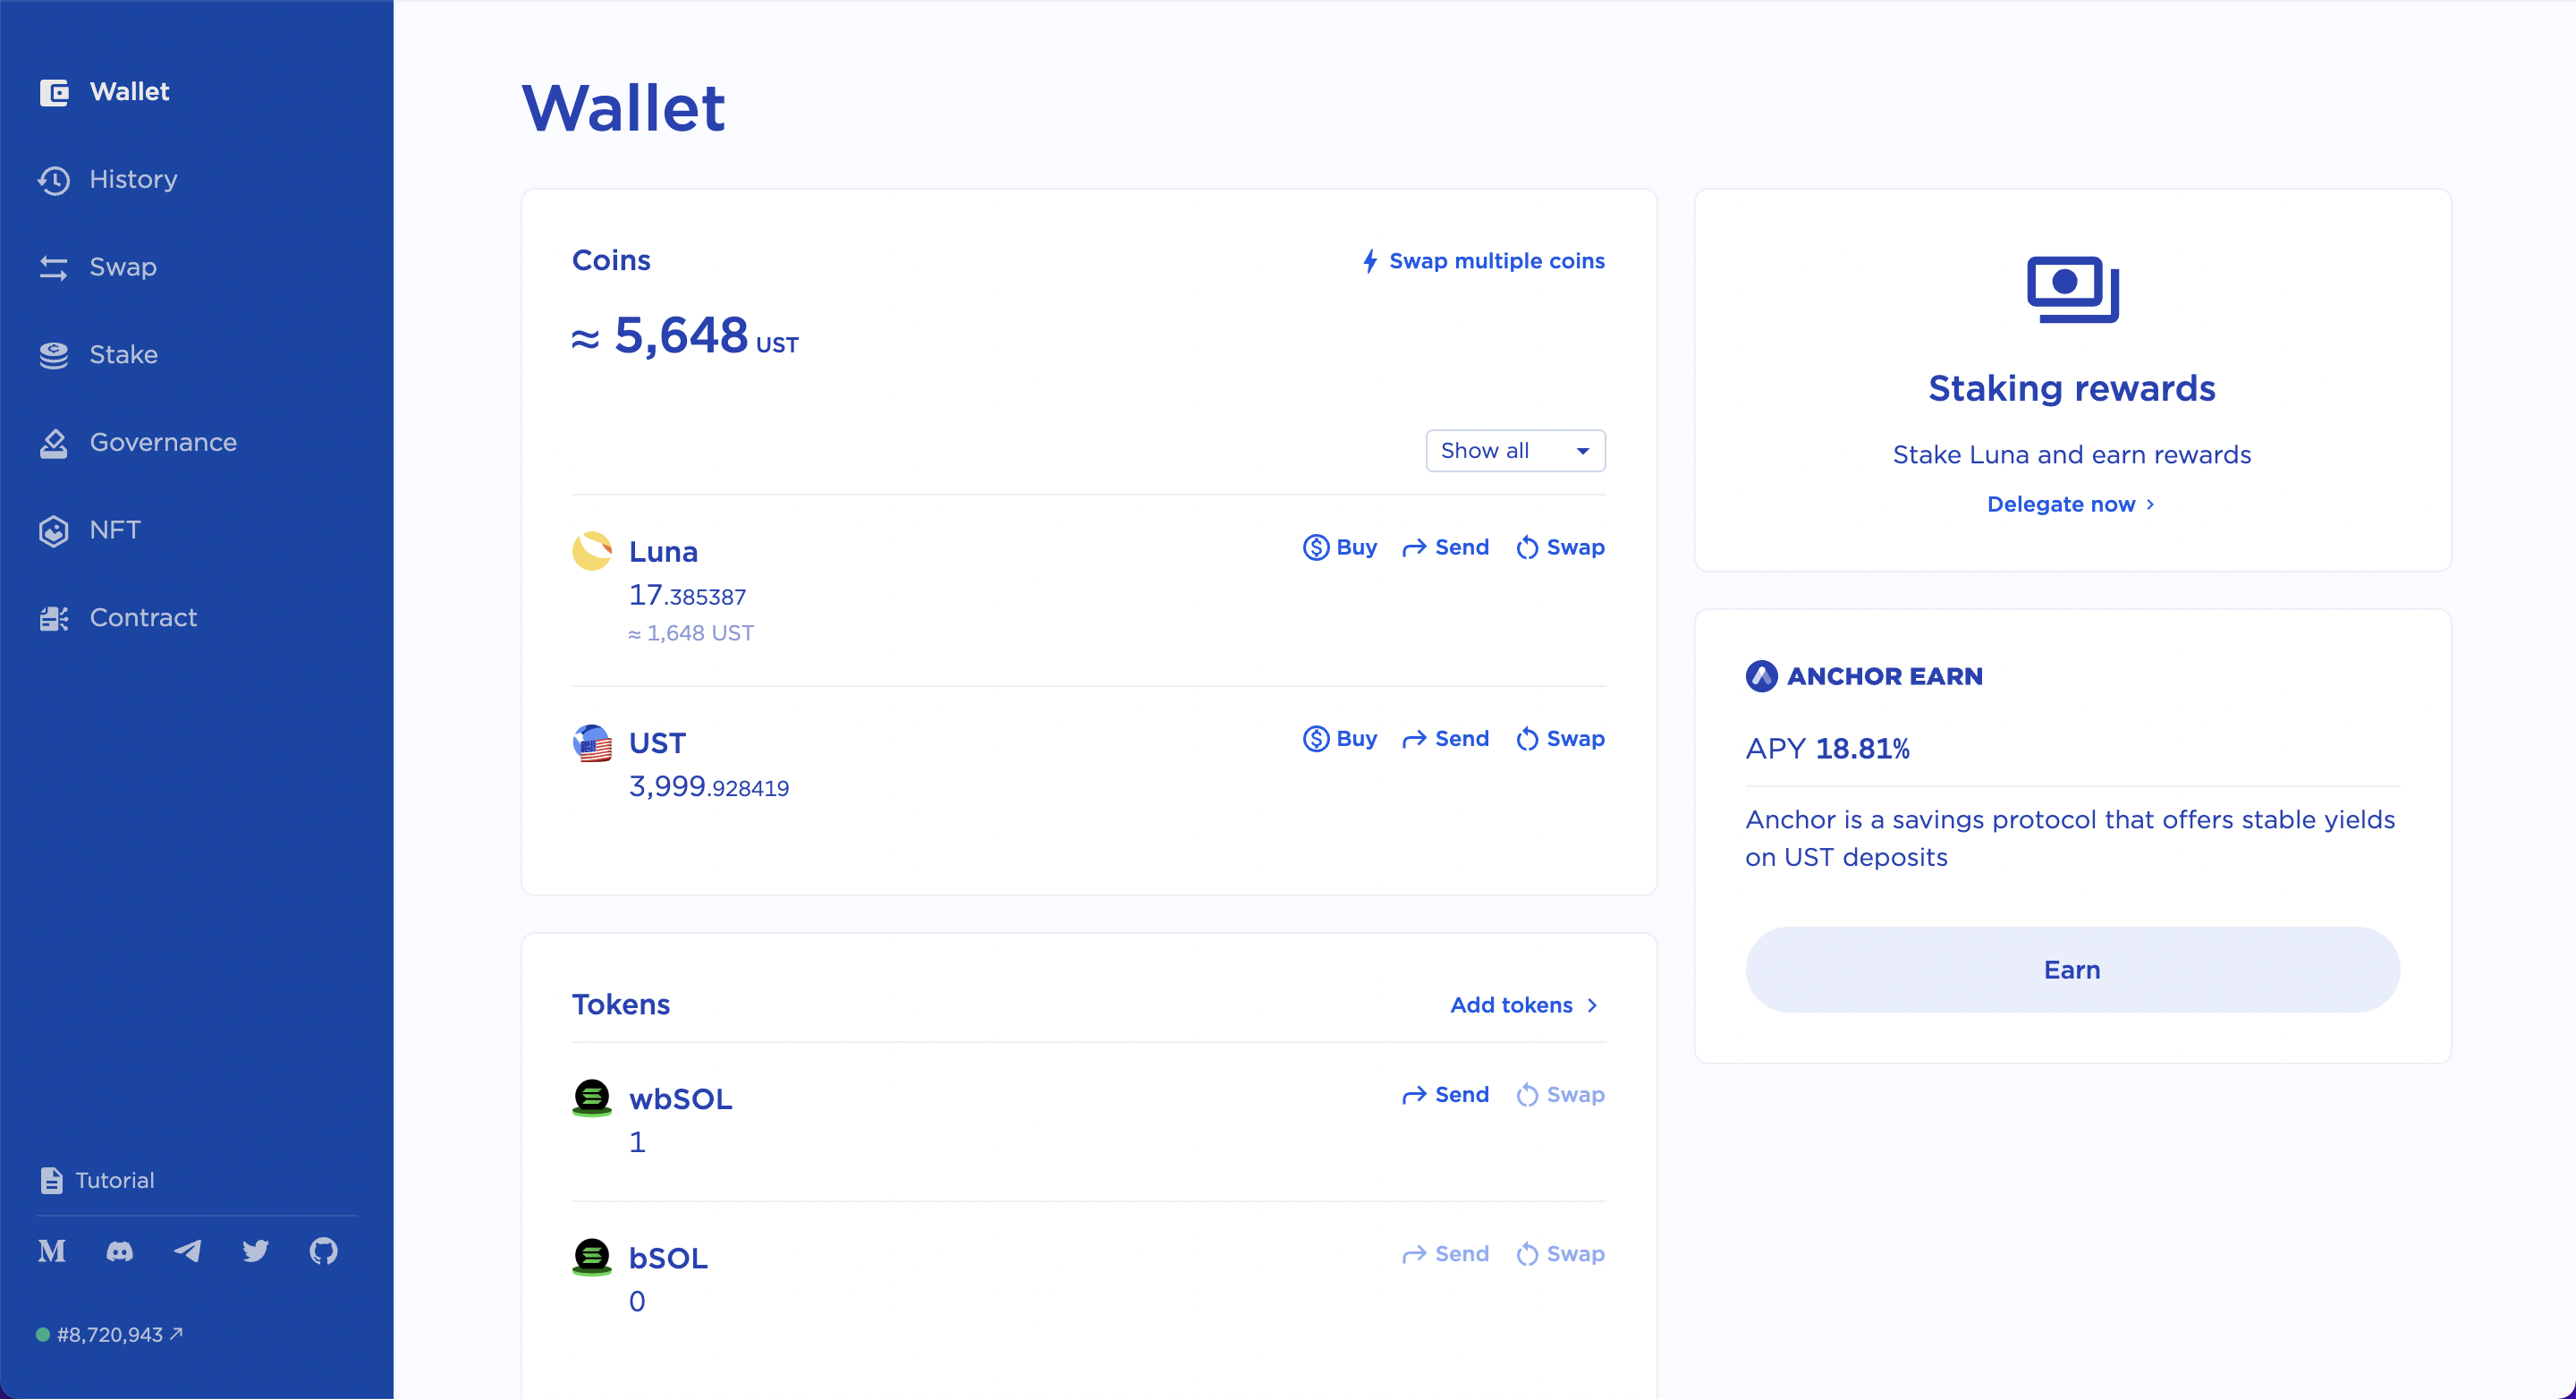 Wallet
History
Swap
Stake
Governance
NFT
Contract
Tutorial
#8,720,943
Wallet
Coins
Swap multiple coins
≈ 5,648 UST
Show all
Luna
Buy Send Swap
17.385387
≈ 1,648 UST
UST
Buy Send Swap
3,999.928419
Tokens
Add tokens
wbSOL
Send Swap
1
bSOL
Send Swap
0
Staking rewards
Stake Luna and earn rewards
Delegate now
ANCHOR EARN
APY 18.81%
Anchor is a savings protocol that offers stable yields
on UST deposits
Earn